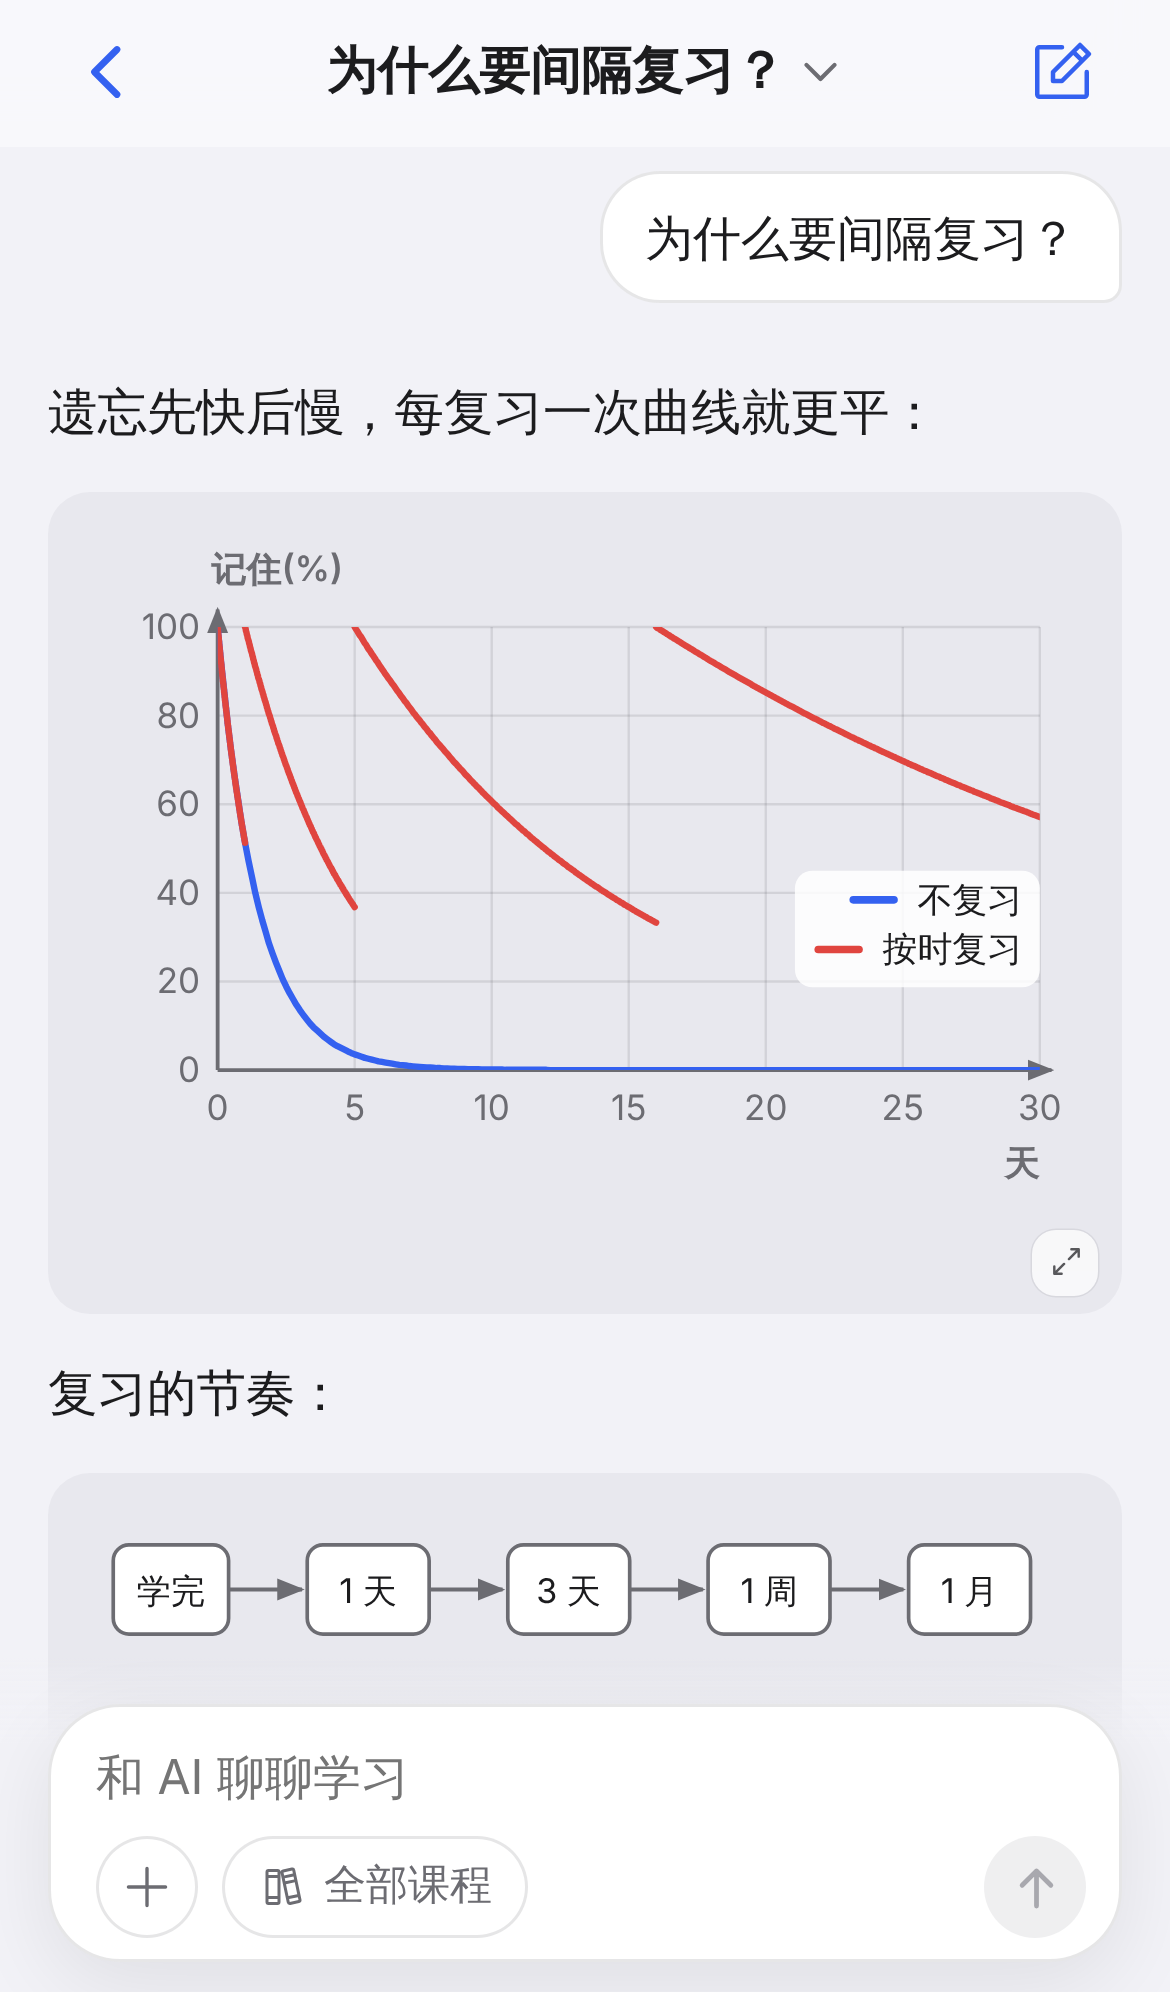 为什么要间隔复习？
为什么要间隔复习？
遗忘先快后慢，每复习一次曲线就更平：
记住(%)
100
80
60
40
20
0
不复习
按时复习
0 5 10 15 20 25 30
天
复习的节奏：
学完 1 天 3 天 1 周 1 月
和 AI 聊聊学习
全部课程